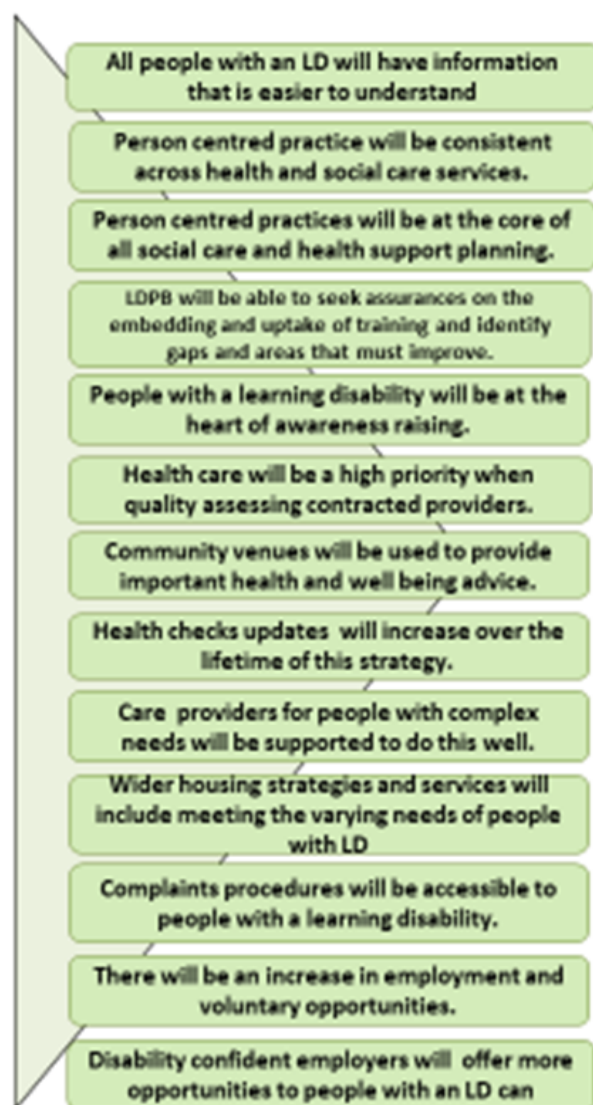 All people with an LD will have information
that is easier to understand
Person centred practice will be consistent
across health and social care services.
Person centred practices will be at the core of
all social care and health support planning.
LDPB will be able to seek assurances on the
embedding and uptake of training and identify
gaps and areas that must improve.
People with a learning disability will be at the
heart of awareness raising.
Health care will be a high priority when
quality assessing contracted providers.
Community venues will be used to provide
important health and well being advice.
Health checks updates will increase over the
lifetime of this strategy.
Care providers for people with complex
needs will be supported to do this well.
Wider housing strategies and services will
include meeting the varying needs of people
with LD
Complaints procedures will be accessible to
people with a learning disability.
There will be an increase in employment and
voluntary opportunities.
Disability confident employers will offer more
opportunities to people with an LD can